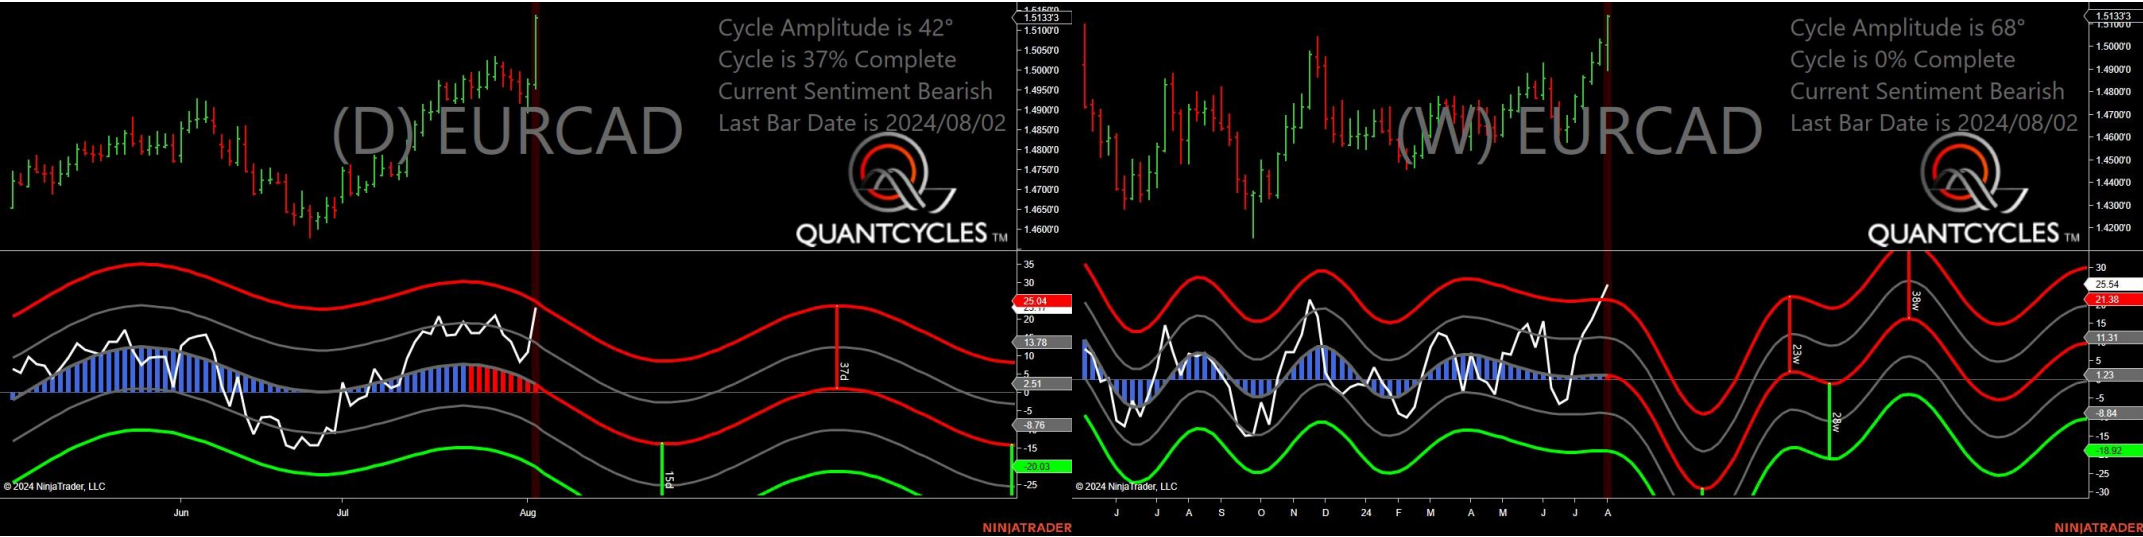 Cycle Amplitude is 42°
Cycle is 37% Complete
Current Sentiment Bearish
Last Bar Date is 2024/08/02
(D) EURCAD
QUANTCYCLES TM
1.5133'3
1.5100'0
1.5050'0
1.5000'0
1.4950'0
1.4900'0
1.4850'0
1.4800'0
1.4750'0
1.4700'0
1.4650'0
1.4600'0
35
30
25.04
20
13.78
10
5
2.51
0
-5
-8.76
-15
-20.03
-25
37d
15d
© 2024 NinjaTrader, LLC
Jun Jul Aug
NINJATRADER
Cycle Amplitude is 68°
Cycle is 0% Complete
Current Sentiment Bearish
Last Bar Date is 2024/08/02
(W) EURCAD
QUANTCYCLES TM
1.5133'3
1.5000'0
1.4900'0
1.4800'0
1.4700'0
1.4600'0
1.4500'0
1.4400'0
1.4300'0
1.4200'0
30
25.54
21.38
15
11.31
5
1.23
-5
-8.84
-15
-18.92
-25
-30
38w
23w
28w
© 2024 NinjaTrader, LLC
J J A S O N D 24 F M A M J J A
NINJATRADER